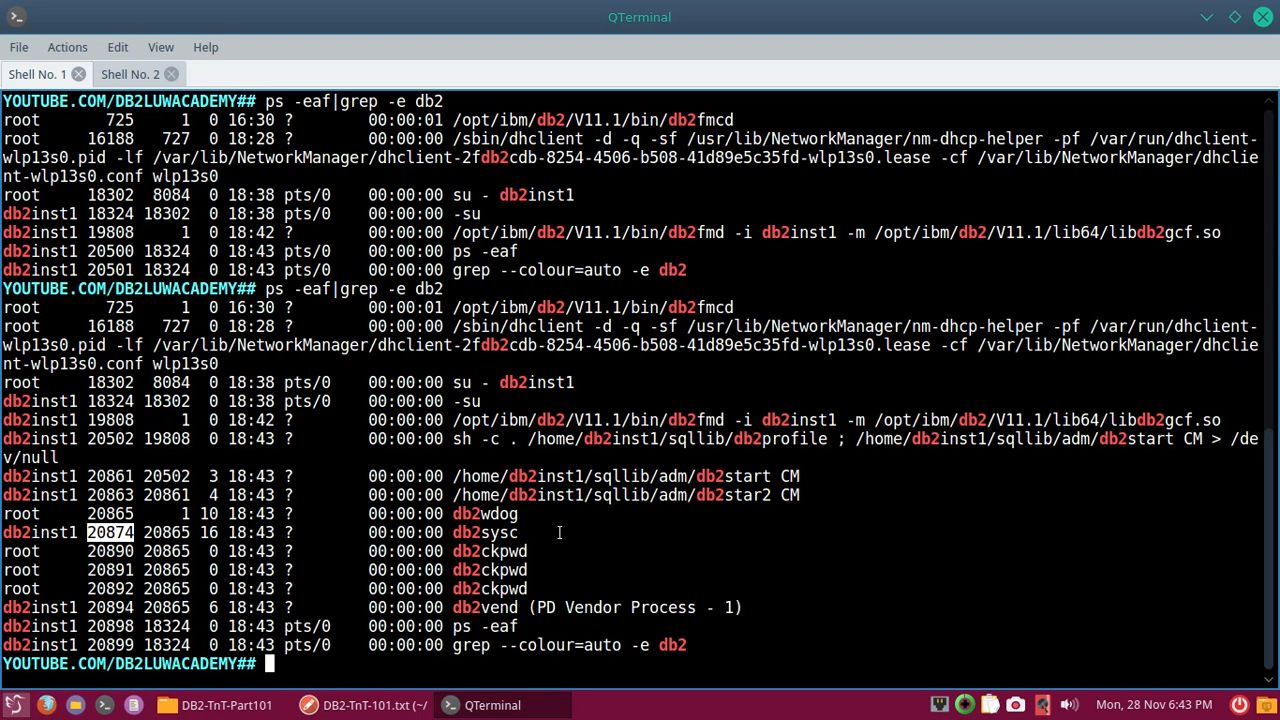 QTerminal
File Actions Edit View Help
Shell No. 1 Shell No. 2
YOUTUBE.COM/DB2LUWACADEMY## ps -eaf|grep -e db2
root 725 1 0 16:30 ? 00:00:01 /opt/ibm/db2/V11.1/bin/db2fmcd
root 16188 727 0 18:28 ? 00:00:00 /sbin/dhclient -d -q -sf /usr/lib/NetworkManager/nm-dhcp-helper -pf /var/run/dhclient-
wlp13s0.pid -lf /var/lib/NetworkManager/dhclient-2fdb2cdb-8254-4506-b508-41d89e5c35fd-wlp13s0.lease -cf /var/lib/NetworkManager/dhclie
nt-wlp13s0.conf wlp13s0
root 18302 8084 0 18:38 pts/0 00:00:00 su - db2inst1
db2inst1 18324 18302 0 18:38 pts/0 00:00:00 -su
db2inst1 19808 1 0 18:42 ? 00:00:00 /opt/ibm/db2/V11.1/bin/db2fmd -i db2inst1 -m /opt/ibm/db2/V11.1/lib64/libdb2gcf.so
db2inst1 20500 18324 0 18:43 pts/0 00:00:00 ps -eaf
db2inst1 20501 18324 0 18:43 pts/0 00:00:00 grep --colour=auto -e db2
YOUTUBE.COM/DB2LUWACADEMY## ps -eaf|grep -e db2
root 725 1 0 16:30 ? 00:00:01 /opt/ibm/db2/V11.1/bin/db2fmcd
root 16188 727 0 18:28 ? 00:00:00 /sbin/dhclient -d -q -sf /usr/lib/NetworkManager/nm-dhcp-helper -pf /var/run/dhclient-
wlp13s0.pid -lf /var/lib/NetworkManager/dhclient-2fdb2cdb-8254-4506-b508-41d89e5c35fd-wlp13s0.lease -cf /var/lib/NetworkManager/dhclie
nt-wlp13s0.conf wlp13s0
root 18302 8084 0 18:38 pts/0 00:00:00 su - db2inst1
db2inst1 18324 18302 0 18:38 pts/0 00:00:00 -su
db2inst1 19808 1 0 18:42 ? 00:00:00 /opt/ibm/db2/V11.1/bin/db2fmd -i db2inst1 -m /opt/ibm/db2/V11.1/lib64/libdb2gcf.so
db2inst1 20502 19808 0 18:43 ? 00:00:00 sh -c . /home/db2inst1/sqllib/db2profile ; /home/db2inst1/sqllib/adm/db2start CM > /de
v/null
db2inst1 20861 20502 3 18:43 ? 00:00:00 /home/db2inst1/sqllib/adm/db2start CM
db2inst1 20863 20861 4 18:43 ? 00:00:00 /home/db2inst1/sqllib/adm/db2star2 CM
root 20865 1 10 18:43 ? 00:00:00 db2wdog
db2inst1 20874 20865 16 18:43 ? 00:00:00 db2sysc
root 20890 20865 0 18:43 ? 00:00:00 db2ckpwd
root 20891 20865 0 18:43 ? 00:00:00 db2ckpwd
root 20892 20865 0 18:43 ? 00:00:00 db2ckpwd
db2inst1 20894 20865 6 18:43 ? 00:00:00 db2vend (PD Vendor Process - 1)
db2inst1 20898 18324 0 18:43 pts/0 00:00:00 ps -eaf
db2inst1 20899 18324 0 18:43 pts/0 00:00:00 grep --colour=auto -e db2
YOUTUBE.COM/DB2LUWACADEMY##
DB2-TnT-Part101 DB2-TnT-101.txt (~/ QTerminal Mon, 28 Nov 6:43 PM